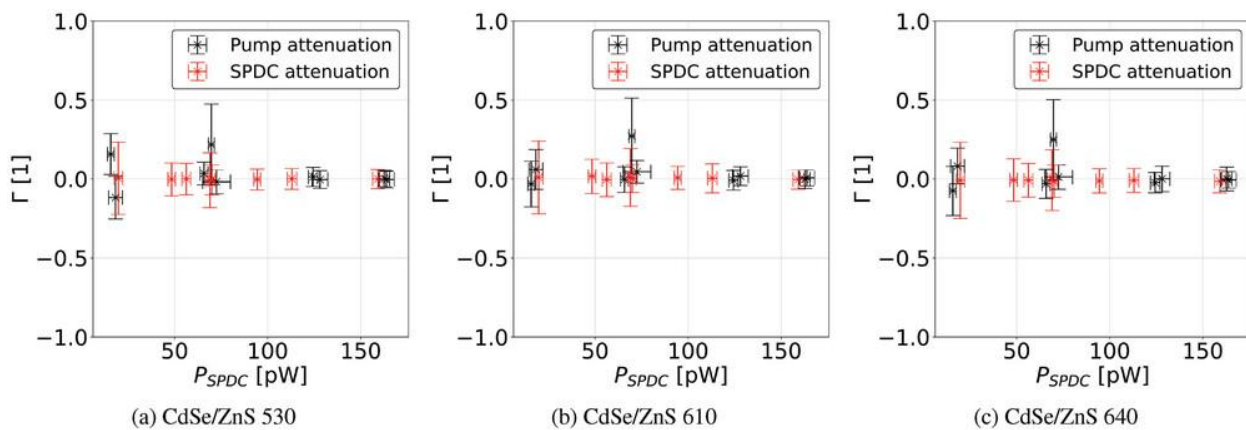 1.0
0.5
0.0
−0.5
−1.0
Γ [1]
Pump attenuation
SPDC attenuation
50
100
150
P_SPDC [pW]
(a) CdSe/ZnS 530
1.0
0.5
0.0
−0.5
−1.0
Γ [1]
Pump attenuation
SPDC attenuation
50
100
150
P_SPDC [pW]
(b) CdSe/ZnS 610
1.0
0.5
0.0
−0.5
−1.0
Γ [1]
Pump attenuation
SPDC attenuation
50
100
150
P_SPDC [pW]
(c) CdSe/ZnS 640